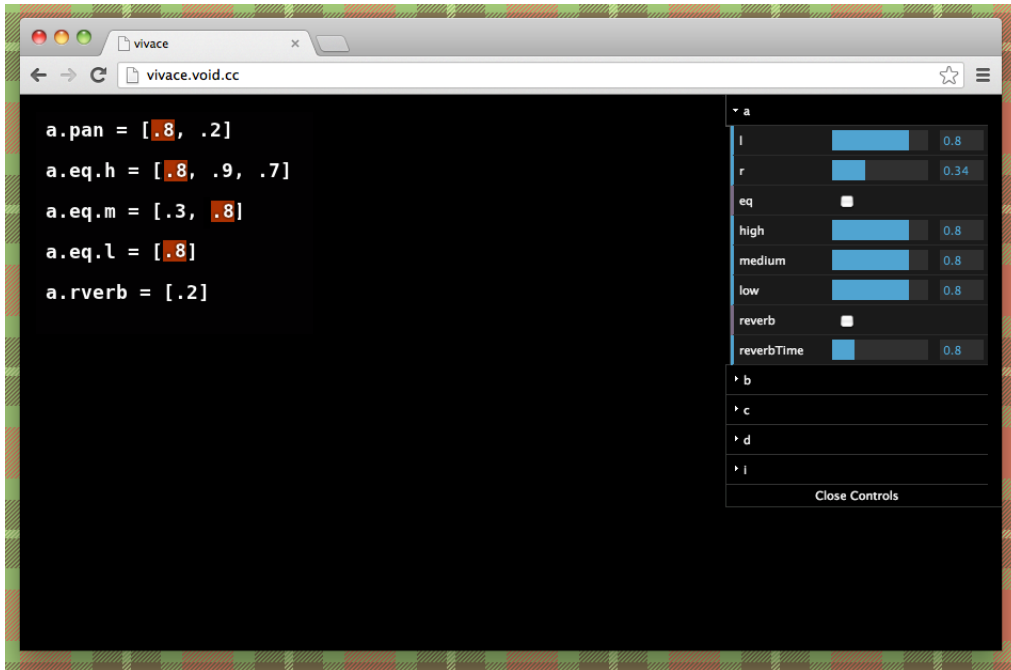 vivace
vivace.void.cc
a.pan = [.8, .2]
a.eq.h = [.8, .9, .7]
a.eq.m = [.3, .8]
a.eq.l = [.8]
a.rverb = [.2]
a
l 0.8
r 0.34
eq
high 0.8
medium 0.8
low 0.8
reverb
reverbTime 0.8
b
c
d
i
Close Controls